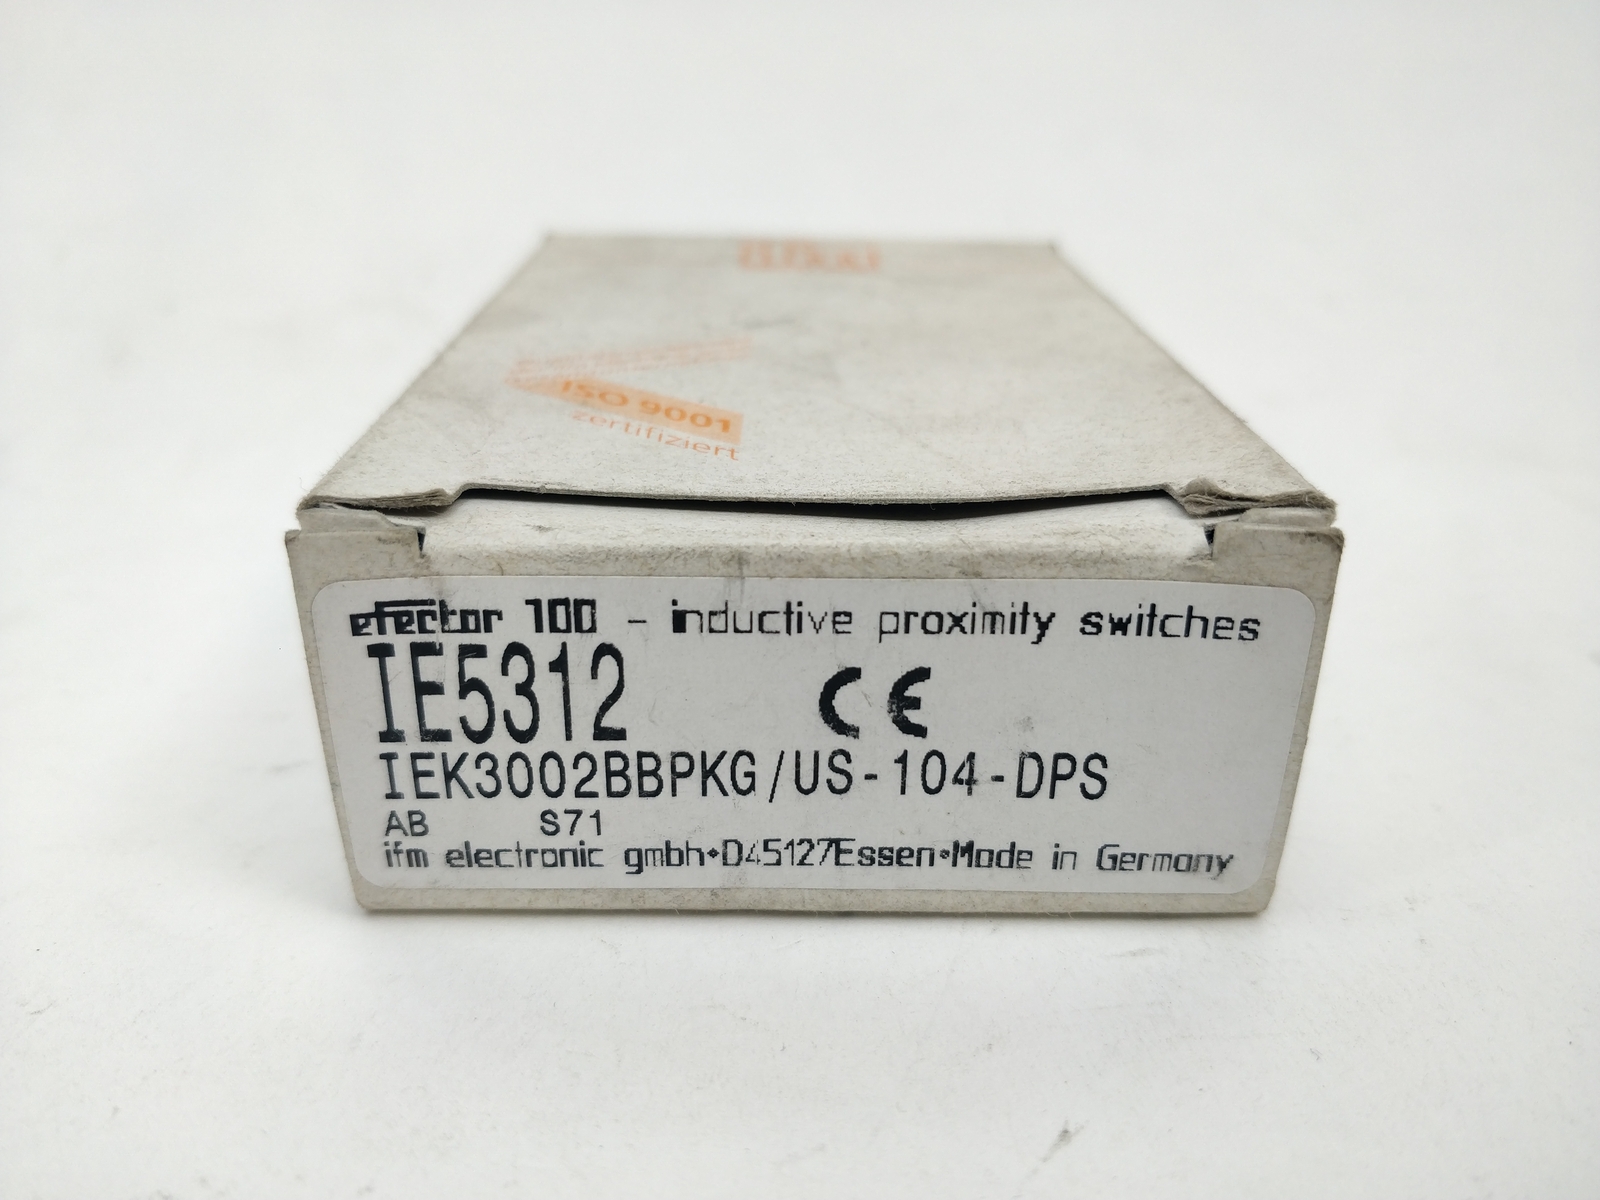 ISO 9001
zertifiziert
efector 100 - inductive proximity switches
IE5312 CE
IEK3002BBPKG/US-104-DPS
AB S71
ifm electronic gmbh•D45127Essen•Made in Germany